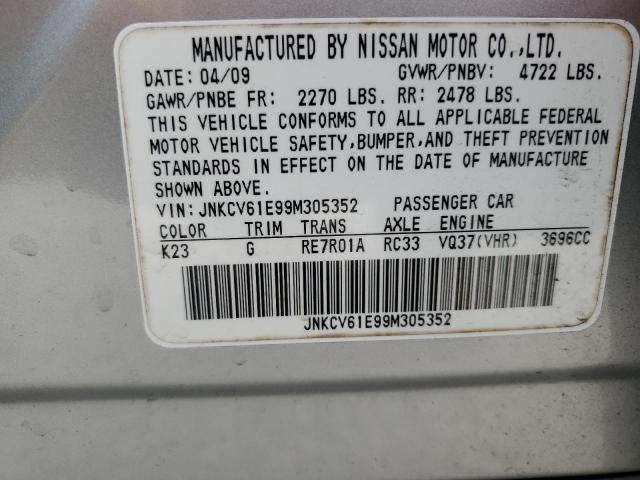 MANUFACTURED BY NISSAN MOTOR CO.,LTD.
DATE: 04/09 GVWR/PNBV: 4722 LBS.
GAWR/PNBE FR: 2270 LBS. RR: 2478 LBS.
THIS VEHICLE CONFORMS TO ALL APPLICABLE FEDERAL
MOTOR VEHICLE SAFETY,BUMPER,AND THEFT PREVENTION
STANDARDS IN EFFECT ON THE DATE OF MANUFACTURE
SHOWN ABOVE.
VIN:JNKCV61E99M305352 PASSENGER CAR
COLOR TRIM TRANS AXLE ENGINE
K23 G RE7R01A RC33 VQ37(VHR) 3696CC
JNKCV61E99M305352